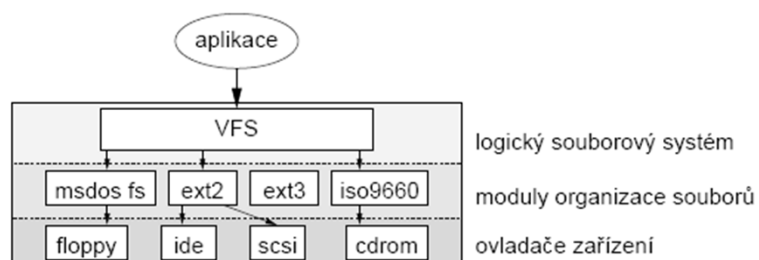 aplikace
VFS
logický souborový systém
msdos fs ext2 ext3 iso9660
moduly organizace souborů
floppy ide scsi cdrom
ovladače zařízení